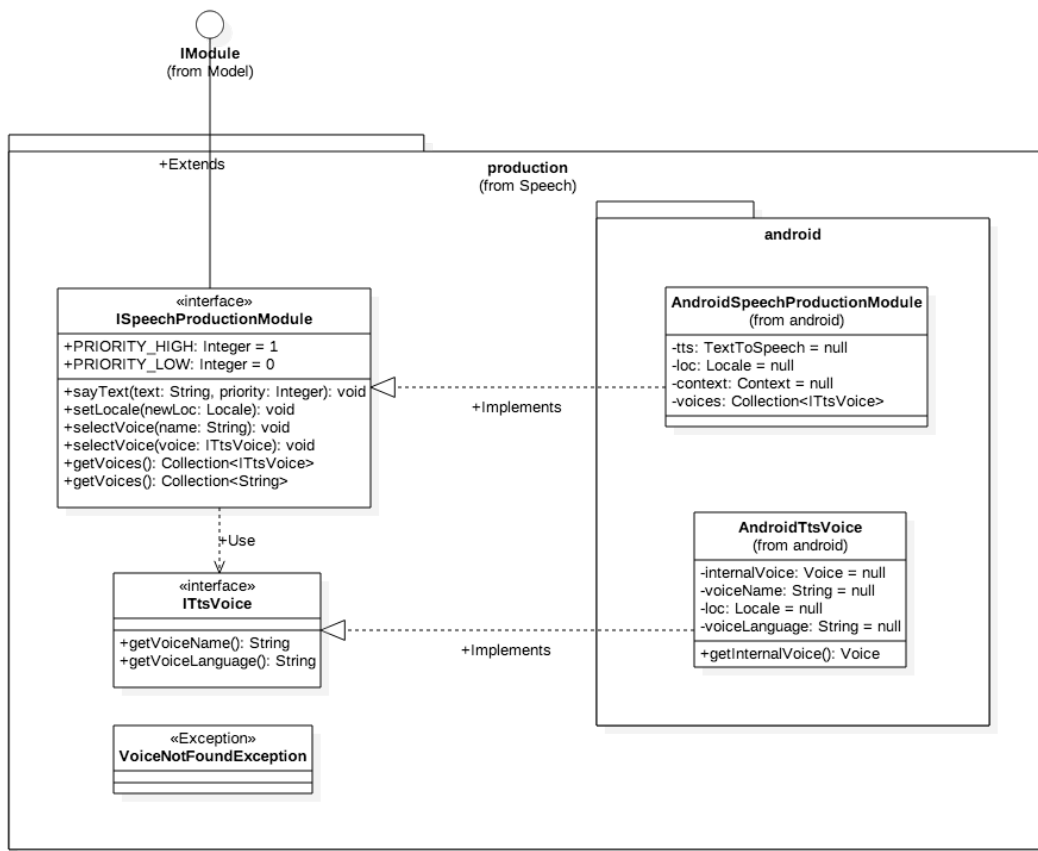 IModule
(from Model)
+Extends
production
(from Speech)
android
«interface»
ISpeechProductionModule
+PRIORITY_HIGH: Integer = 1
+PRIORITY_LOW: Integer = 0
+sayText(text: String, priority: Integer): void
+setLocale(newLoc: Locale): void
+selectVoice(name: String): void
+selectVoice(voice: ITtsVoice): void
+getVoices(): Collection<ITtsVoice>
+getVoices(): Collection<String>
+Implements
AndroidSpeechProductionModule
(from android)
-tts: TextToSpeech = null
-loc: Locale = null
-context: Context = null
-voices: Collection<ITtsVoice>
+Use
«interface»
ITtsVoice
+getVoiceName(): String
+getVoiceLanguage(): String
+Implements
AndroidTtsVoice
(from android)
-internalVoice: Voice = null
-voiceName: String = null
-loc: Locale = null
-voiceLanguage: String = null
+getInternalVoice(): Voice
«Exception»
VoiceNotFoundException